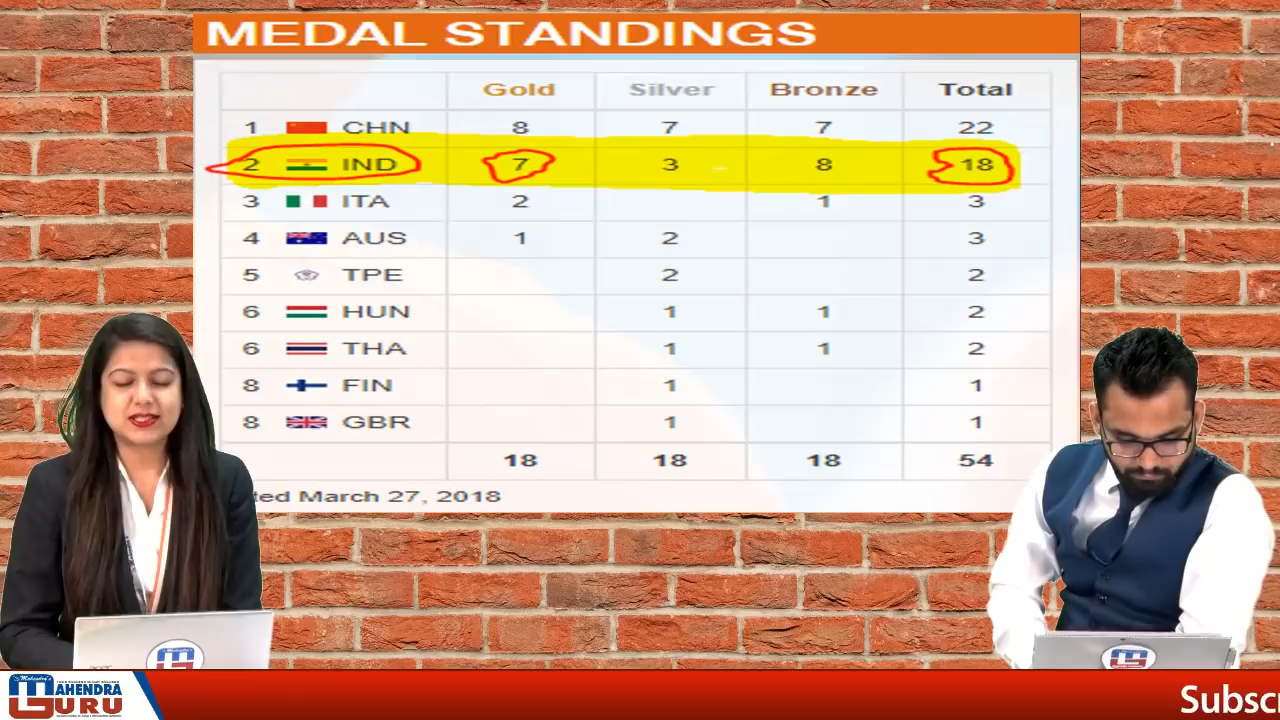 MEDAL STANDINGS
Gold Silver Bronze Total
1 CHN 8 7 7 22
2 IND 7 3 8 18
3 ITA 2 1 3
4 AUS 1 2 3
5 TPE 2 2
6 HUN 1 1 2
6 THA 1 1 2
8 FIN 1 1
8 GBR 1 1
18 18 18 54
ted March 27, 2018
Mahendra's
MAHENDRA
GURU
Subsc